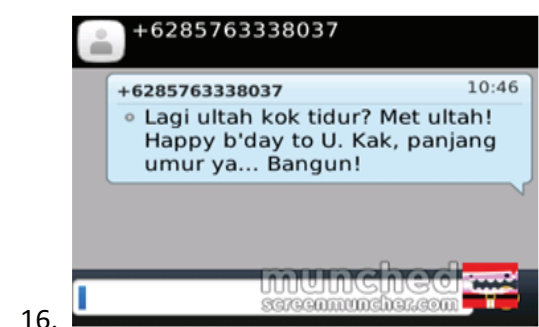 +6285763338037
+6285763338037 10:46
Lagi ultah kok tidur? Met ultah!
Happy b'day to U. Kak, panjang
umur ya... Bangun!
munched
screenmuncher.com
16.